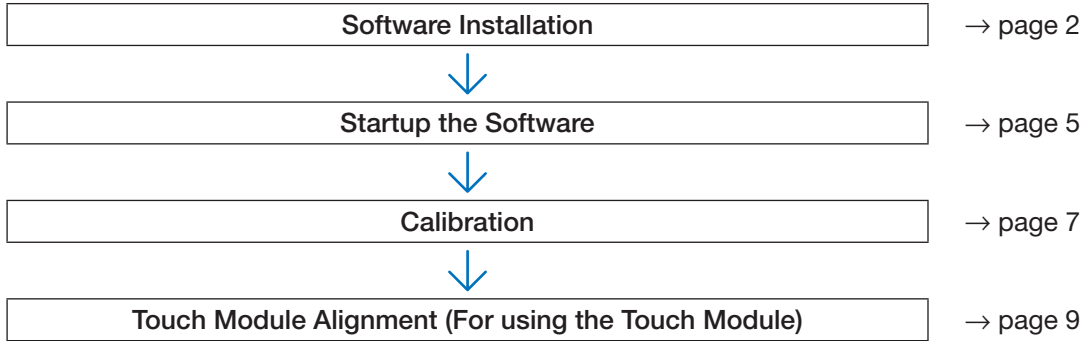 Software Installation → page 2
Startup the Software → page 5
Calibration → page 7
Touch Module Alignment (For using the Touch Module) → page 9